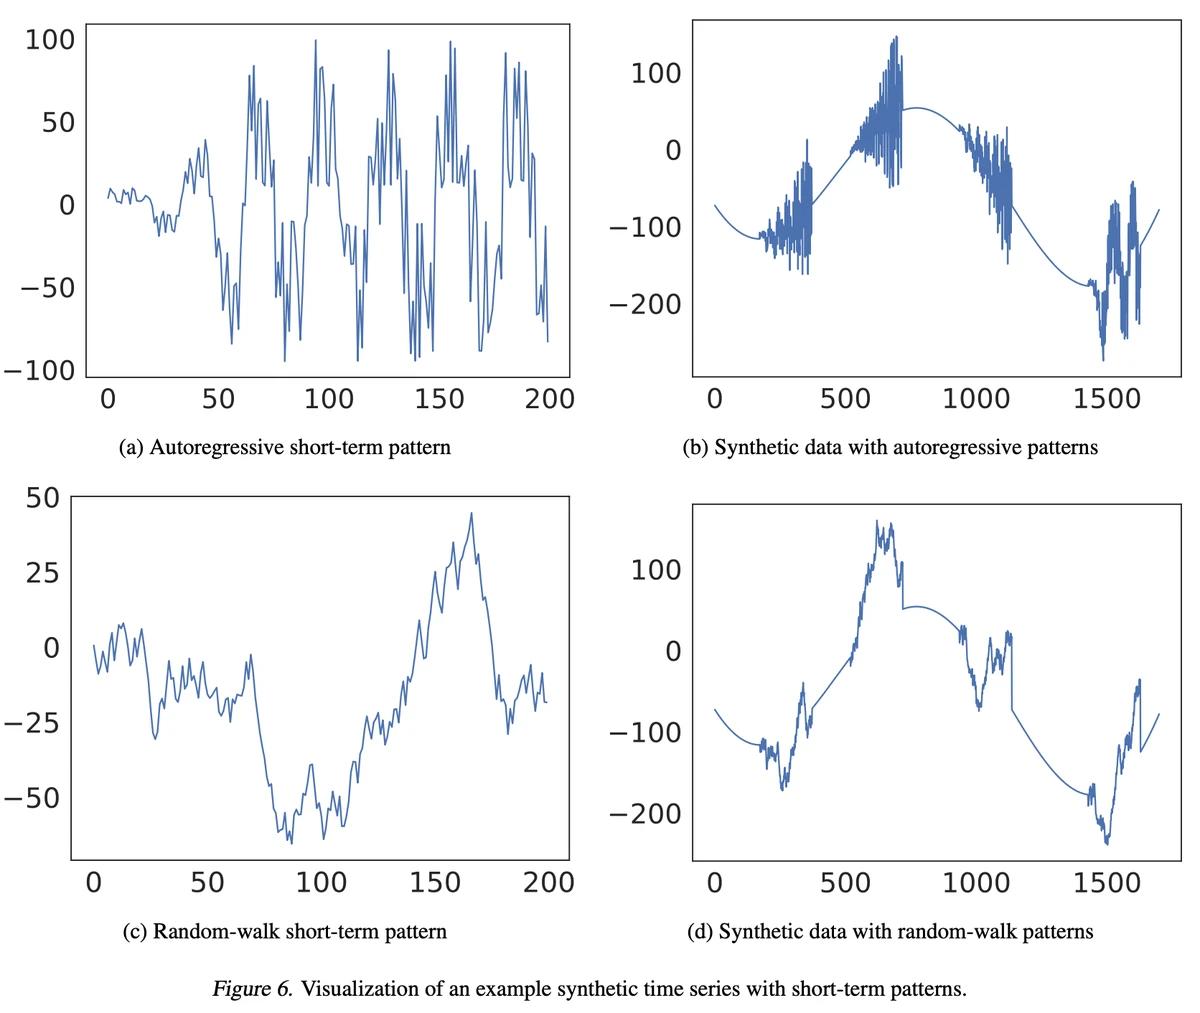 100
50
0
−50
−100
0 50 100 150 200
(a) Autoregressive short-term pattern
100
0
−100
−200
0 500 1000 1500
(b) Synthetic data with autoregressive patterns
50
25
0
−25
−50
0 50 100 150 200
(c) Random-walk short-term pattern
100
0
−100
−200
0 500 1000 1500
(d) Synthetic data with random-walk patterns
Figure 6. Visualization of an example synthetic time series with short-term patterns.